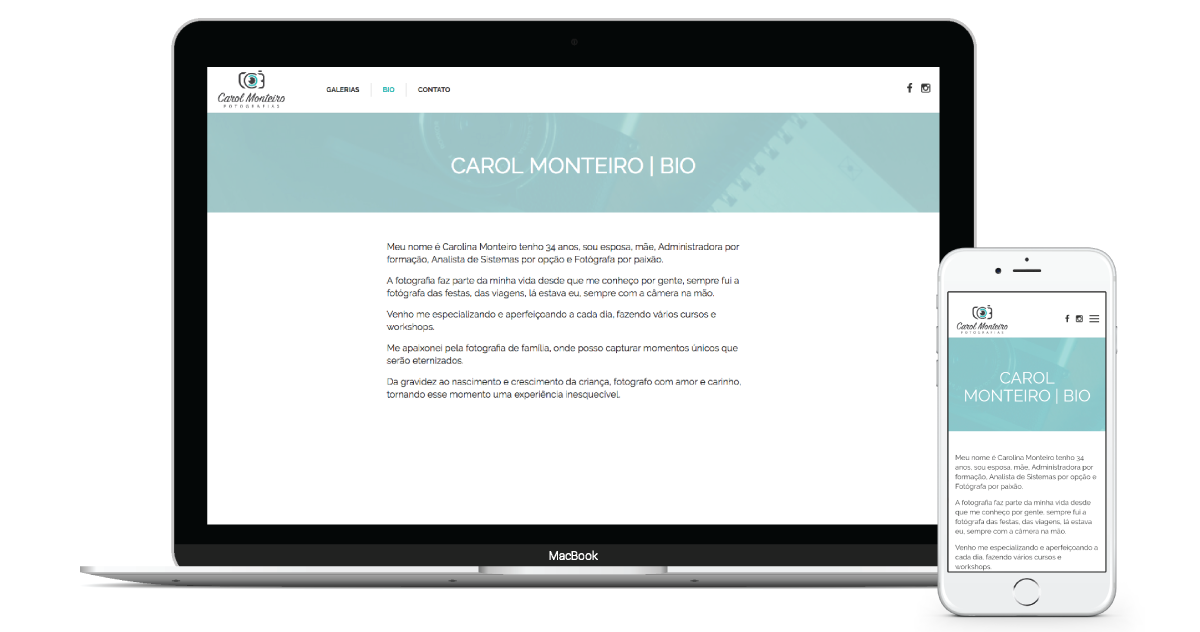 Carol Monteiro
FOTOGRAFIAS
GALERIAS
BIO
CONTATO
CAROL MONTEIRO | BIO
Meu nome é Carolina Monteiro tenho 34 anos, sou esposa, mãe, Administradora por
formação, Analista de Sistemas por opção e Fotógrafa por paixão.
A fotografia faz parte da minha vida desde que me conheço por gente, sempre fui a
fotógrafa das festas, das viagens, lá estava eu, sempre com a câmera na mão.
Venho me especializando e aperfeiçoando a cada dia, fazendo vários cursos e
workshops.
Me apaixonei pela fotografia de família, onde posso capturar momentos únicos que
serão eternizados.
Da gravidez ao nascimento e crescimento da criança, fotografo com amor e carinho,
tornando esse momento uma experiência inesquecível.
MacBook
Carol Monteiro
FOTOGRAFIAS
CAROL
MONTEIRO | BIO
Meu nome é Carolina Monteiro tenho 34
anos, sou esposa, mãe, Administradora por
formação, Analista de Sistemas por opção e
Fotógrafa por paixão.
A fotografia faz parte da minha vida desde
que me conheço por gente, sempre fui a
fotógrafa das festas, das viagens, lá estava
eu, sempre com a câmera na mão
Venho me especializando e aperfeiçoando a
cada dia, fazendo vários cursos e
workshops.